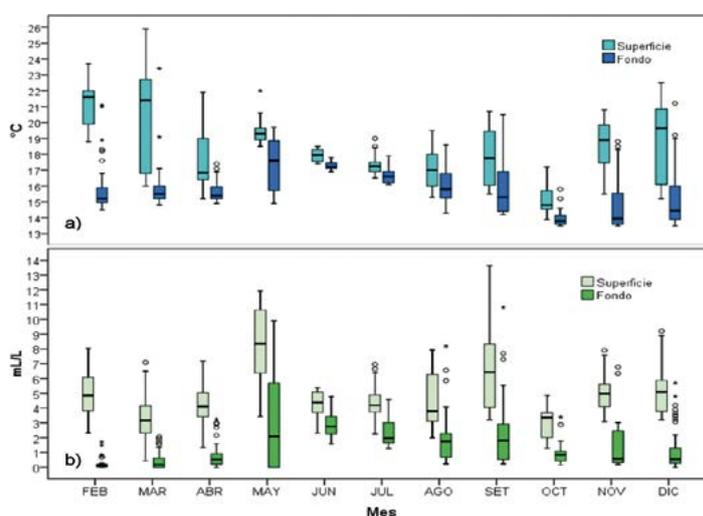 26
25
24
23
22
21
20
19
18
17
16
15
14
13
°C
Superficie
Fondo
a)
14
13
12
11
10
9
8
7
6
5
4
3
2
1
0
mL/L
Superficie
Fondo
b)
FEB MAR ABR MAY JUN JUL AGO SET OCT NOV DIC
Mes